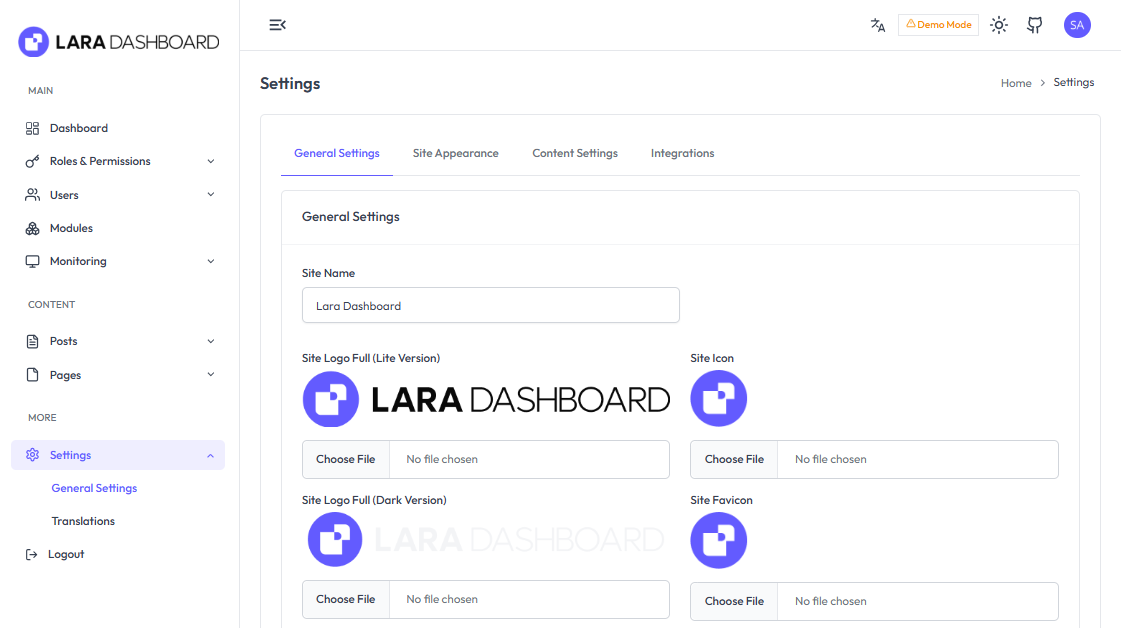 LARA DASHBOARD
MAIN
Dashboard
Roles & Permissions
Users
Modules
Monitoring
CONTENT
Posts
Pages
MORE
Settings
General Settings
Translations
Logout
Demo Mode
SA
Settings
Home > Settings
General Settings
Site Appearance
Content Settings
Integrations
General Settings
Site Name
Lara Dashboard
Site Logo Full (Lite Version)
LARA DASHBOARD
Choose File No file chosen
Site Icon
Choose File No file chosen
Site Logo Full (Dark Version)
LARA DASHBOARD
Choose File No file chosen
Site Favicon
Choose File No file chosen